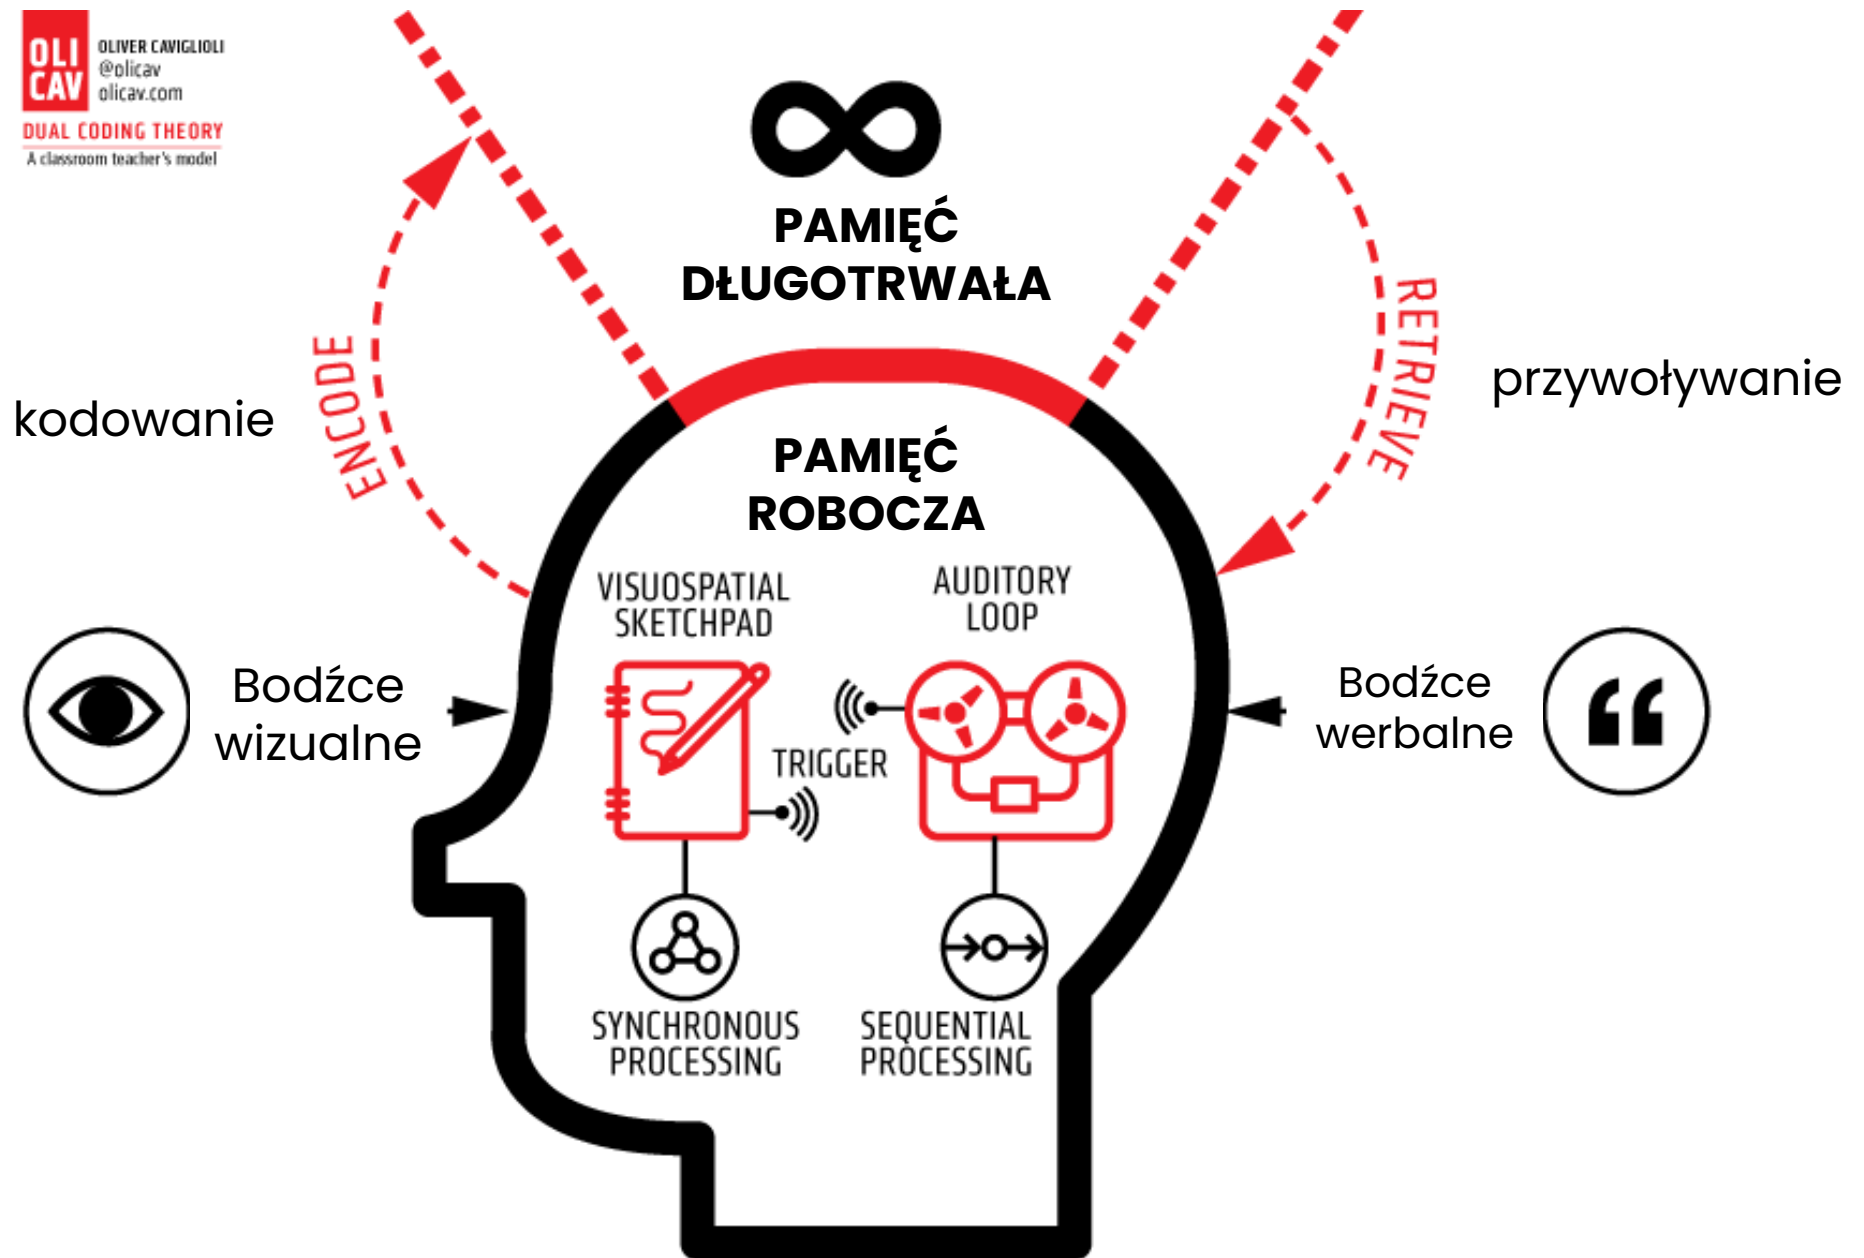 OLI
CAV
OLIVER CAVIGLIOLI
@olicav
olicav.com
DUAL CODING THEORY
A classroom teacher's model
PAMIĘĆ
DŁUGOTRWAŁA
ENCODE
RETRIEVE
kodowanie
przywoływanie
PAMIĘĆ
ROBOCZA
VISUOSPATIAL
SKETCHPAD
AUDITORY
LOOP
Bodźce
wizualne
TRIGGER
Bodźce
werbalne
SYNCHRONOUS
PROCESSING
SEQUENTIAL
PROCESSING